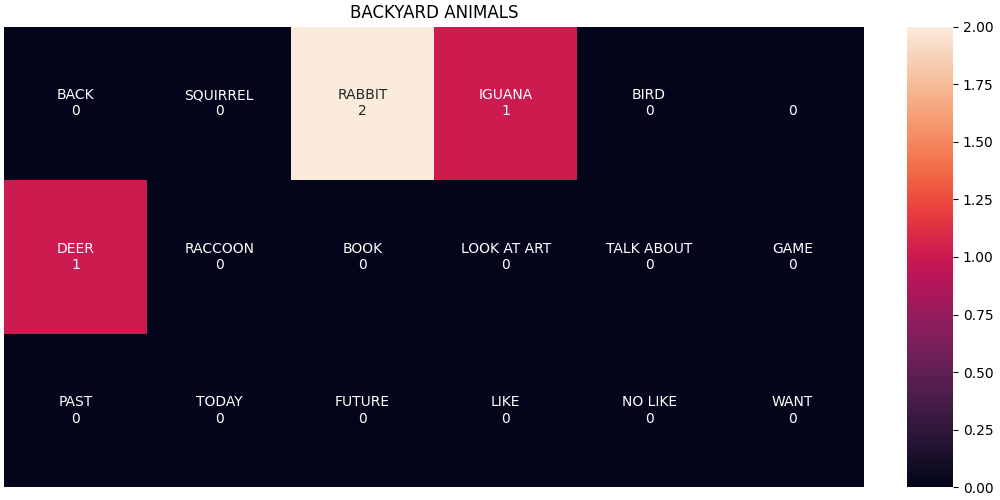 BACKYARD ANIMALS
BACK
0
SQUIRREL
0
RABBIT
2
IGUANA
1
BIRD
0
0
DEER
1
RACCOON
0
BOOK
0
LOOK AT ART
0
TALK ABOUT
0
GAME
0
PAST
0
TODAY
0
FUTURE
0
LIKE
0
NO LIKE
0
WANT
0
2.00
1.75
1.50
1.25
1.00
0.75
0.50
0.25
0.00